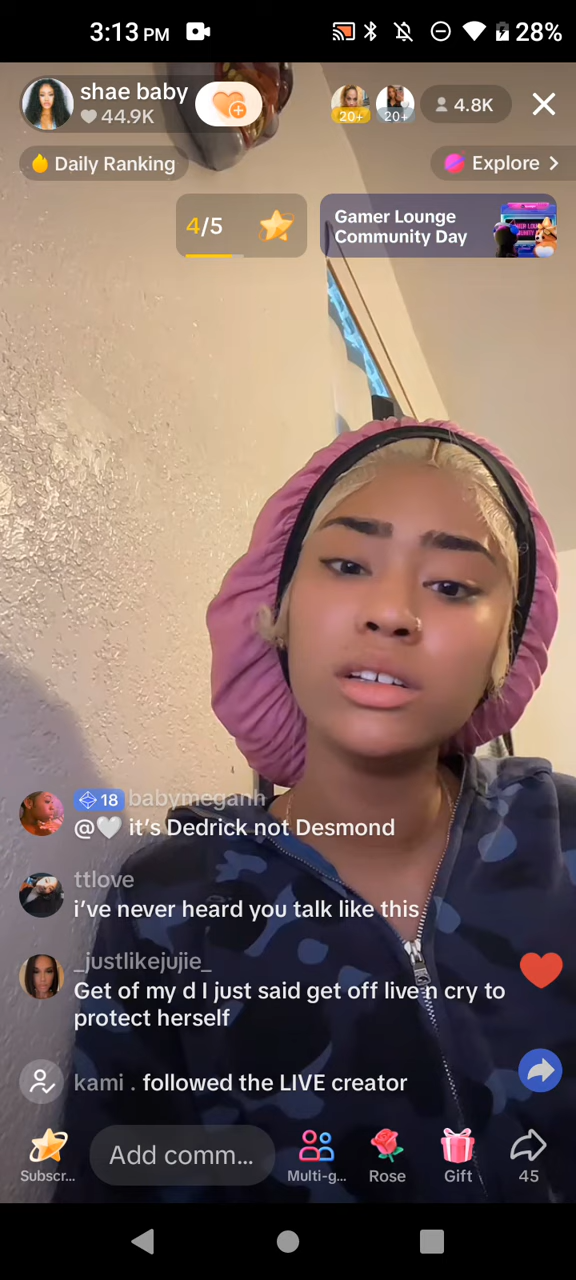 3:13 PM
28%
shae baby
44.9K
20+
20+
4.8K
Daily Ranking
Explore >
4/5
Gamer Lounge
Community Day
18 babymeganh
@🤍 it’s Dedrick not Desmond
ttlove
i’ve never heard you talk like this
_justlikejujie_
Get of my d I just said get off live n cry to
protect herself
kami . followed the LIVE creator
Add comm...
Subscr...
Multi-g...
Rose
Gift
45